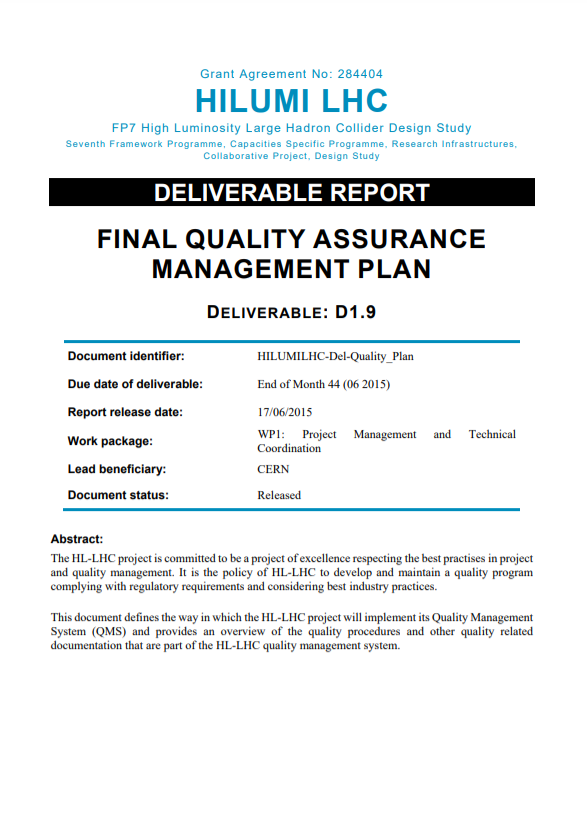 Grant Agreement No: 284404
HILUMI LHC
FP7 High Luminosity Large Hadron Collider Design Study
Seventh Framework Programme, Capacities Specific Programme, Research Infrastructures,
Collaborative Project, Design Study
DELIVERABLE REPORT
FINAL QUALITY ASSURANCE
MANAGEMENT PLAN
DELIVERABLE: D1.9
Document identifier: HILUMILHC-Del-Quality_Plan
Due date of deliverable: End of Month 44 (06 2015)
Report release date: 17/06/2015
Work package: WP1: Project Management and Technical
Coordination
Lead beneficiary: CERN
Document status: Released
Abstract:
The HL-LHC project is committed to be a project of excellence respecting the best practises in project
and quality management. It is the policy of HL-LHC to develop and maintain a quality program
complying with regulatory requirements and considering best industry practices.
This document defines the way in which the HL-LHC project will implement its Quality Management
System (QMS) and provides an overview of the quality procedures and other quality related
documentation that are part of the HL-LHC quality management system.